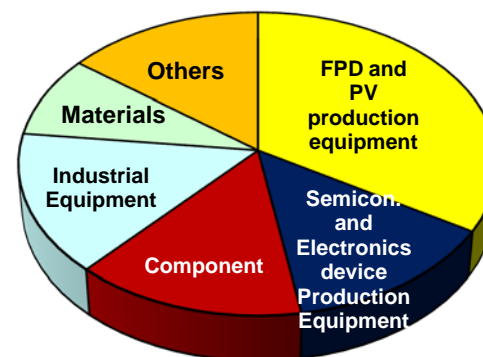 FPD and
PV
production
equipment
Semicon.
and
Electronics
device
Production
Equipment
Component
Industrial
Equipment
Materials
Others